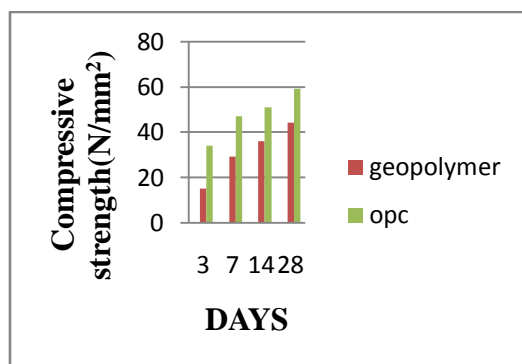 Compressive
strength(N/mm²)
80
60
40
20
0
3 7 14 28
DAYS
geopolymer
opc